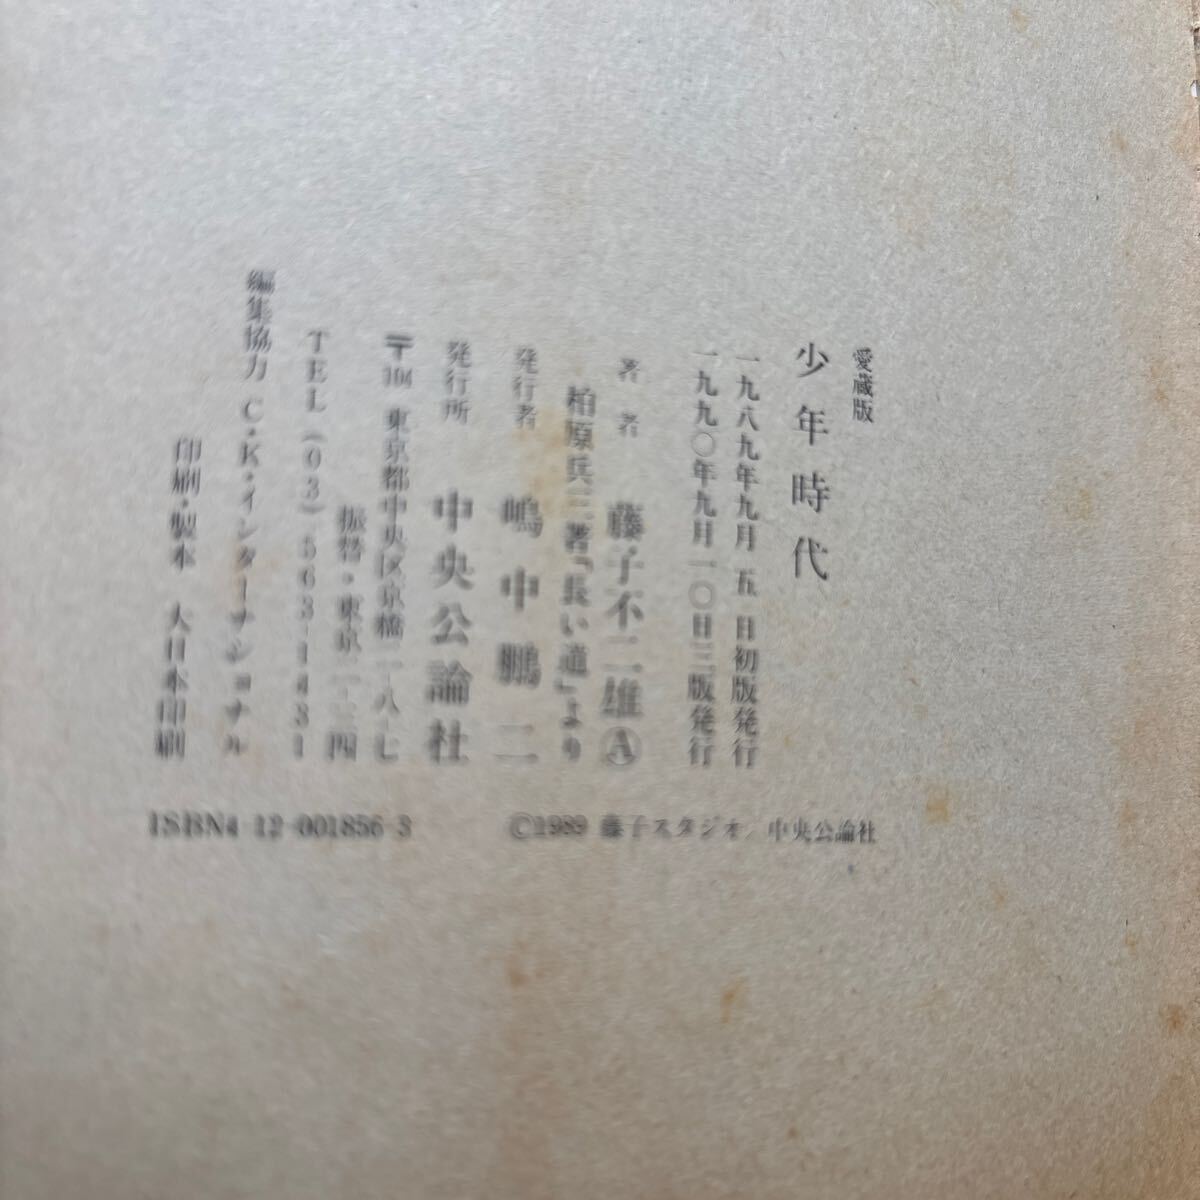 愛蔵版
少年時代
一九八九年九月 五 日初版発行
一九九〇年九月一〇日三版発行
著 者 藤子不二雄Ⓐ
柏原兵三著「長い道」より
発行者 嶋中鵬二
発行所 中央公論社
〒104 東京都中央区京橋二-八-七
振替・東京二-三四
TEL(03)563-1431
編集協力 C・K・インターナショナル
印刷・製本 大日本印刷
©1989 藤子スタジオ/中央公論社
ISBN4-12-001856-3